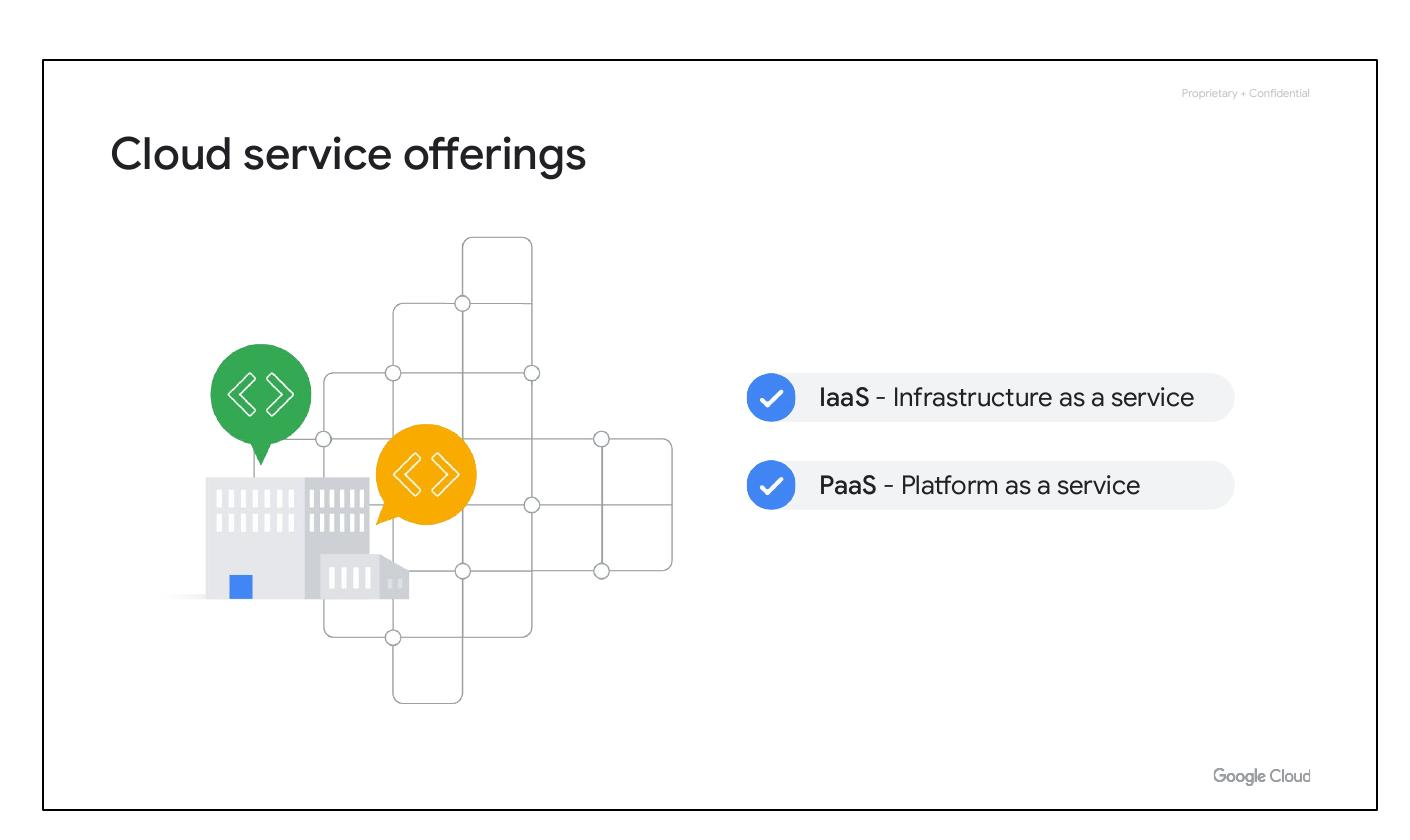 Proprietary + Confidential
Cloud service offerings
IaaS - Infrastructure as a service
PaaS - Platform as a service
Google Cloud